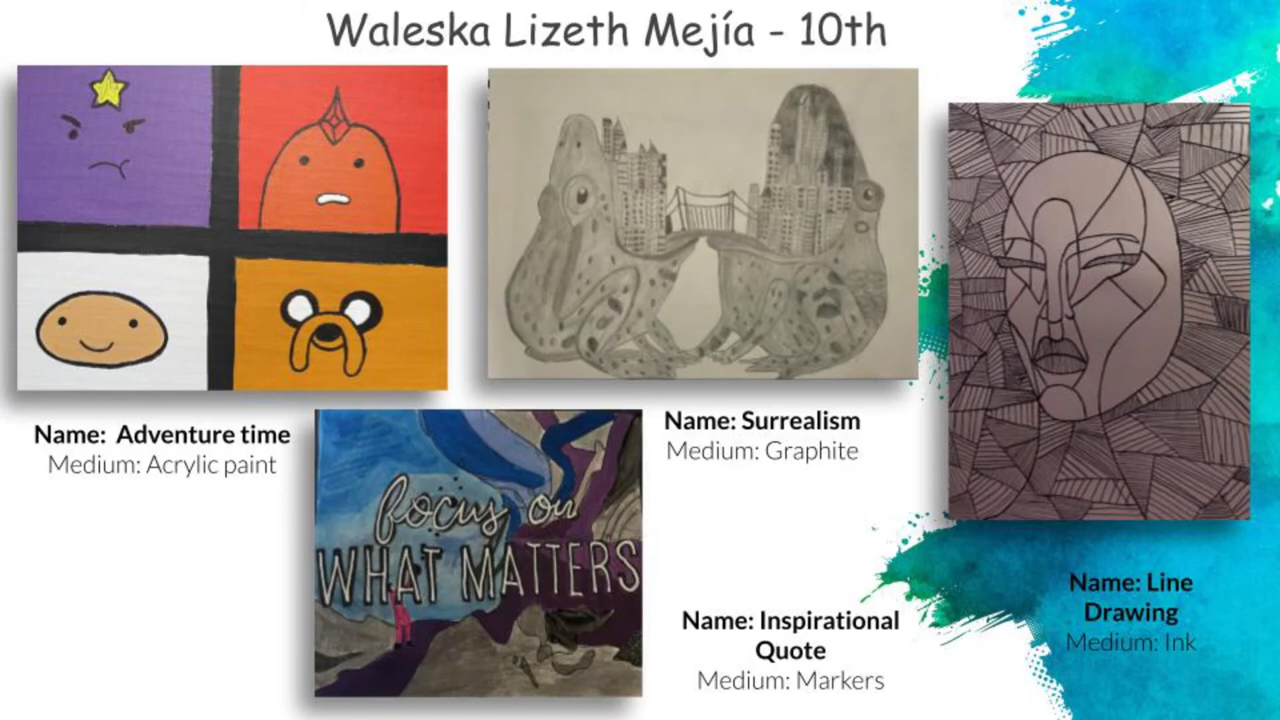 Waleska Lizeth Mejía - 10th
Name: Adventure time
Medium: Acrylic paint
Name: Surrealism
Medium: Graphite
focus on
WHAT MATTERS
Name: Inspirational
Quote
Medium: Markers
Name: Line
Drawing
Medium: Ink